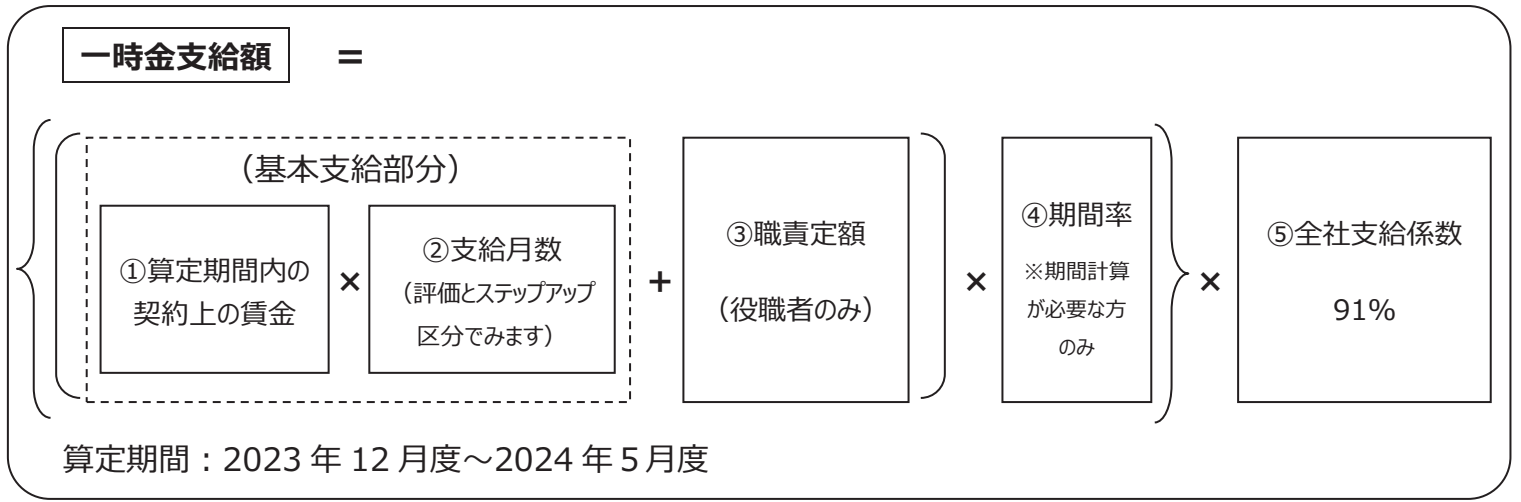 一時金支給額 =
(基本支給部分)
①算定期間内の
契約上の賃金
×
②支給月数
(評価とステップアップ
区分でみます)
+
③職責定額
(役職者のみ)
×
④期間率
※期間計算
が必要な方
のみ
×
⑤全社支給係数
91%
算定期間:2023 年 12 月度~2024 年 5 月度